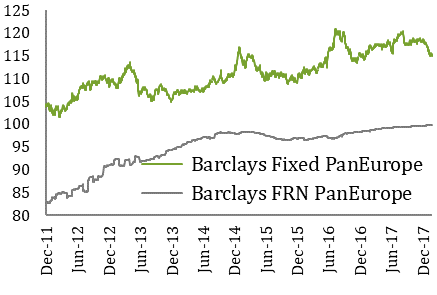 125
120
115
110
105
100
95
90
85
80
Barclays Fixed PanEurope
Barclays FRN PanEurope
Dec-11
Jun-12
Dec-12
Jun-13
Dec-13
Jun-14
Dec-14
Jun-15
Dec-15
Jun-16
Dec-16
Jun-17
Dec-17